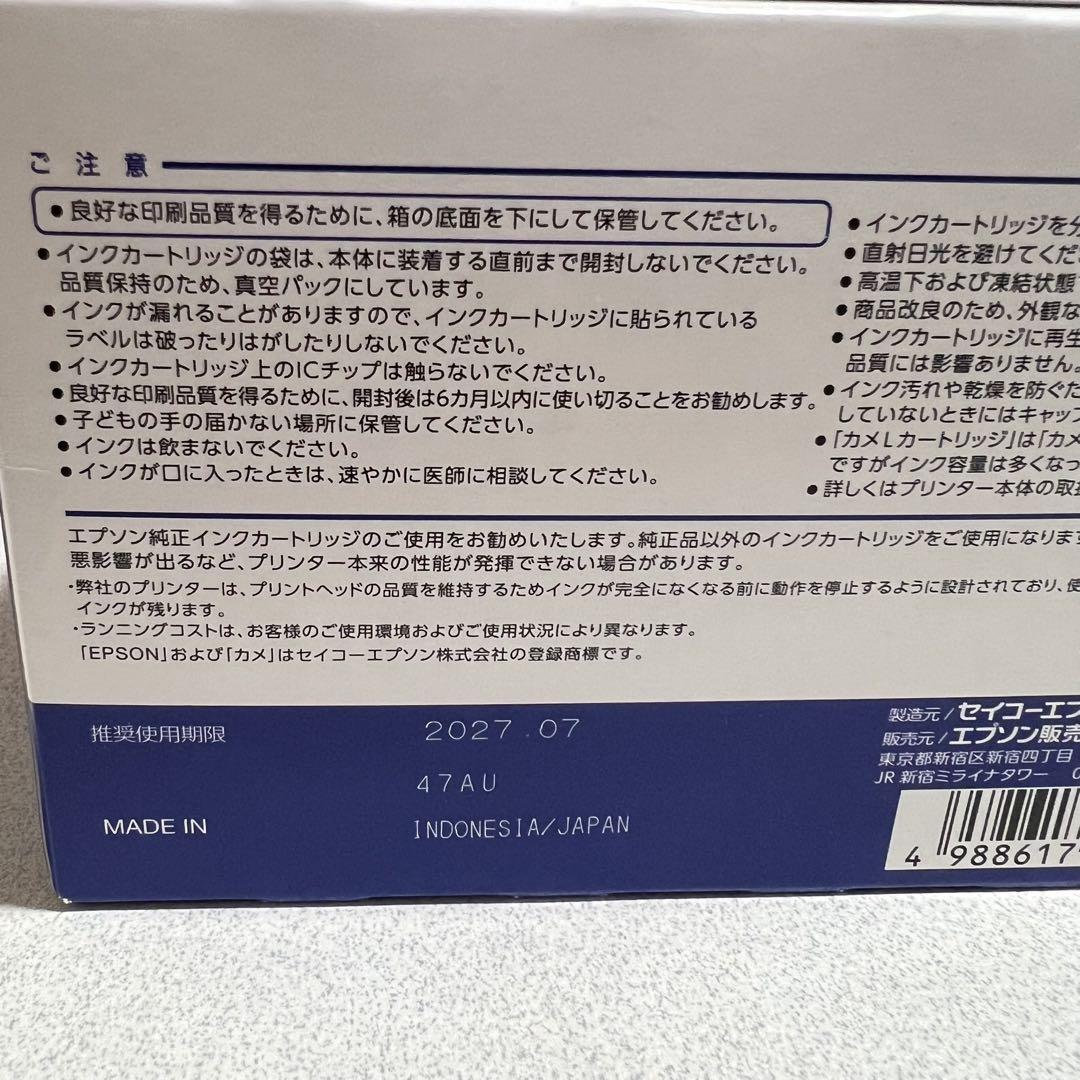 ご注意
●良好な印刷品質を得るために、箱の底面を下にして保管してください。
●インクカートリッジの袋は、本体に装着する直前まで開封しないでください。
品質保持のため、真空パックにしています。
●インクが漏れることがありますので、インクカートリッジに貼られている
ラベルは破ったりはがしたりしないでください。
●インクカートリッジ上のICチップは触らないでください。
●良好な印刷品質を得るために、開封後は6カ月以内に使い切ることをお勧めします。
●子どもの手の届かない場所に保管してください。
●インクは飲まないでください。
●インクが口に入ったときは、速やかに医師に相談してください。
●インクカートリッジを分
●直射日光を避けてくだ
●高温下および凍結状態
●商品改良のため、外観な
●インクカートリッジに再生
品質には影響ありません。
●インク汚れや乾燥を防ぐた
していないときにはキャップ
●「カメLカートリッジ」は「カメ
ですがインク容量は多くなっ
●詳しくはプリンター本体の取扱
エプソン純正インクカートリッジのご使用をお勧めいたします。純正品以外のインクカートリッジをご使用になります
悪影響が出るなど、プリンター本来の性能が発揮できない場合があります。
・弊社のプリンターは、プリントヘッドの品質を維持するためインクが完全になくなる前に動作を停止するように設計されており、使
インクが残ります。
・ランニングコストは、お客様のご使用環境およびご使用状況により異なります。
「EPSON」および「カメ」はセイコーエプソン株式会社の登録商標です。
推奨使用期限 2027.07
47AU
MADE IN INDONESIA/JAPAN
製造元/セイコーエプ
販売元/エプソン販売
東京都新宿区新宿四丁目
JR新宿ミライナタワー 0
4 988617